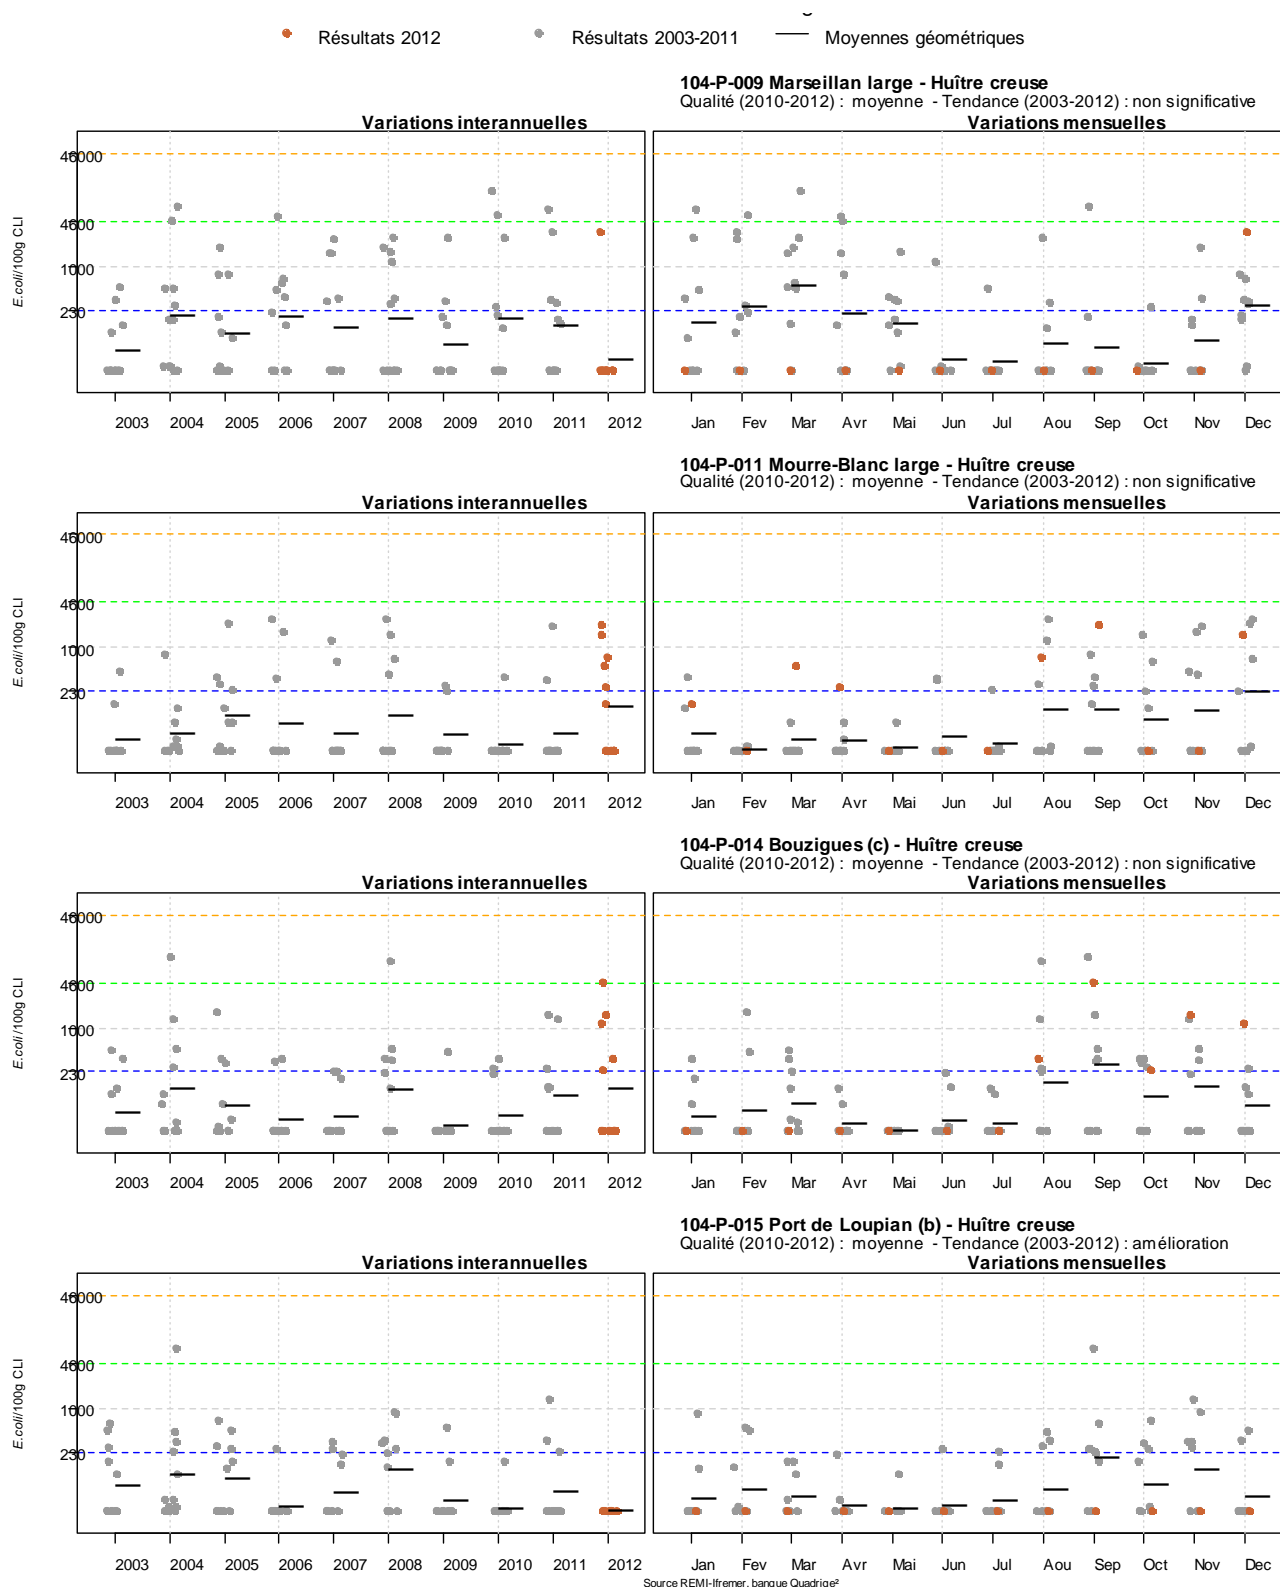 Résultats 2012 Résultats 2003-2011 Moyennes géométriques
104-P-009 Marseillan large - Huître creuse
Qualité (2010-2012) : moyenne - Tendance (2003-2012) : non significative
Variations interannuelles Variations mensuelles
E.coli/100g CLI
46000
4600
1000
230
2003 2004 2005 2006 2007 2008 2009 2010 2011 2012 Jan Fev Mar Avr Mai Jun Jul Aou Sep Oct Nov Dec
104-P-011 Mourre-Blanc large - Huître creuse
Qualité (2010-2012) : moyenne - Tendance (2003-2012) : non significative
Variations interannuelles Variations mensuelles
E.coli/100g CLI
46000
4600
1000
230
2003 2004 2005 2006 2007 2008 2009 2010 2011 2012 Jan Fev Mar Avr Mai Jun Jul Aou Sep Oct Nov Dec
104-P-014 Bouzigues (c) - Huître creuse
Qualité (2010-2012) : moyenne - Tendance (2003-2012) : non significative
Variations interannuelles Variations mensuelles
E.coli/100g CLI
46000
4600
1000
230
2003 2004 2005 2006 2007 2008 2009 2010 2011 2012 Jan Fev Mar Avr Mai Jun Jul Aou Sep Oct Nov Dec
104-P-015 Port de Loupian (b) - Huître creuse
Qualité (2010-2012) : moyenne - Tendance (2003-2012) : amélioration
Variations interannuelles Variations mensuelles
E.coli/100g CLI
46000
4600
1000
230
2003 2004 2005 2006 2007 2008 2009 2010 2011 2012 Jan Fev Mar Avr Mai Jun Jul Aou Sep Oct Nov Dec
Source REMI-Ifremer, banque Quadrige²